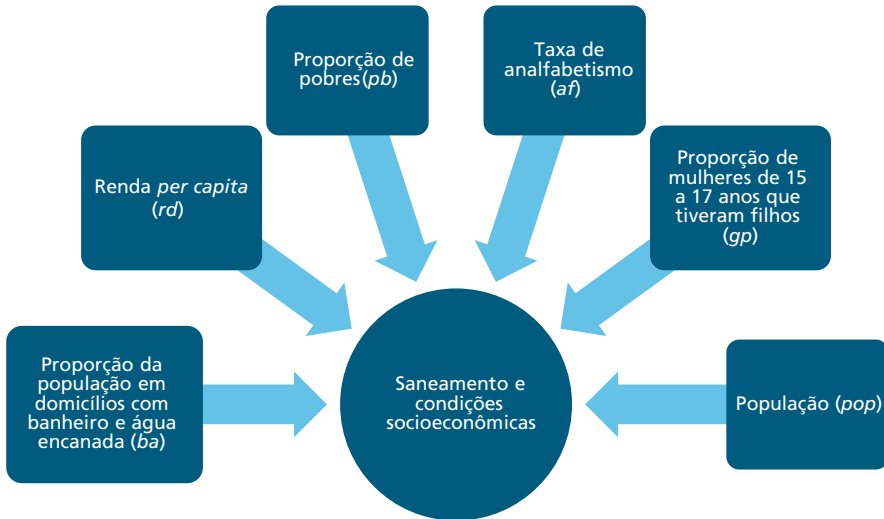 Proporção de
pobres(pb)
Taxa de
analfabetismo
(af)
Renda per capita
(rd)
Proporção de
mulheres de 15
a 17 anos que
tiveram filhos
(gp)
Proporção da
população em
domicílios com
banheiro e água
encanada (ba)
Saneamento e
condições
socioeconômicas
População (pop)